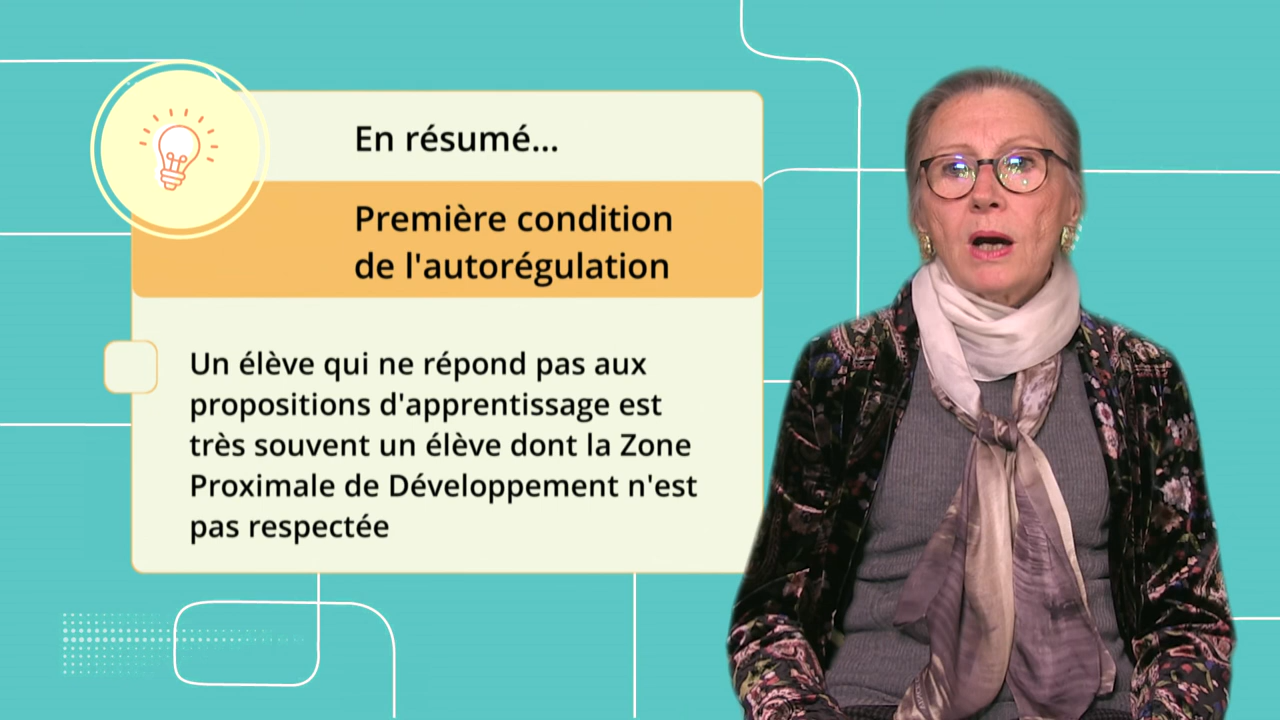 En résumé...
Première condition
de l'autorégulation
Un élève qui ne répond pas aux
propositions d'apprentissage est
très souvent un élève dont la Zone
Proximale de Développement n'est
pas respectée